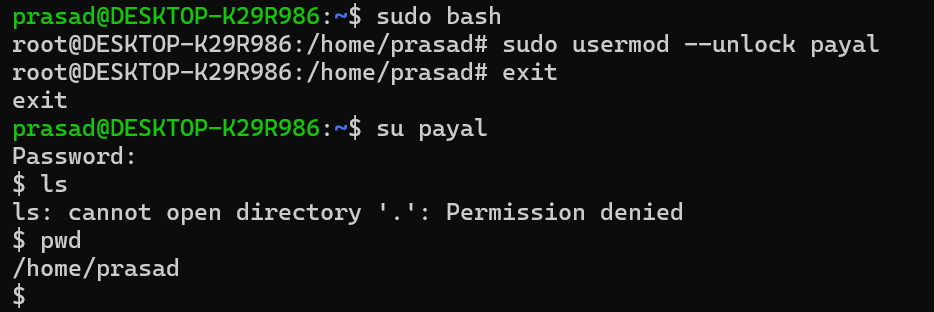 prasad@DESKTOP-K29R986:~$ sudo bash
root@DESKTOP-K29R986:/home/prasad# sudo usermod --unlock payal
root@DESKTOP-K29R986:/home/prasad# exit
exit
prasad@DESKTOP-K29R986:~$ su payal
Password:
$ ls
ls: cannot open directory '.': Permission denied
$ pwd
/home/prasad
$